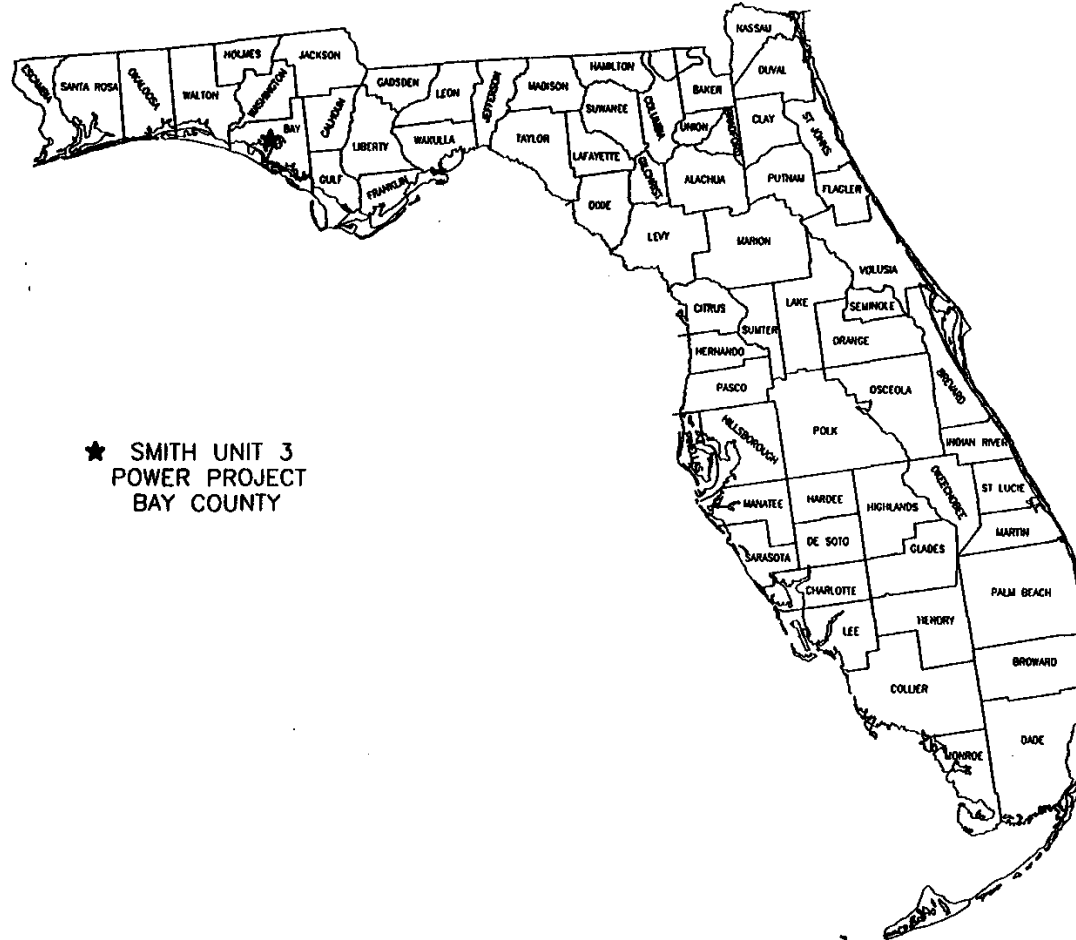 NASSAU
HOLMES
JACKSON
DUVAL
ESCAMBIA
SANTA ROSA
OKALOOSA
WALTON
WASHINGTON
GADSDEN
LEON
JEFFERSON
MADISON
HAMILTON
BAKER
BAY
CALHOUN
LIBERTY
WAKULLA
TAYLOR
SUWANEE
COLUMBIA
UNION
BRADFORD
CLAY
ST JOHNS
GULF
FRANKLIN
LAFAYETTE
GILCHRIST
ALACHUA
PUTNAM
FLAGLER
DIXIE
LEVY
MARION
VOLUSIA
CITRUS
SUMTER
LAKE
SEMINOLE
HERNANDO
ORANGE
PASCO
OSCEOLA
BREVARD
HILLSBOROUGH
POLK
INDIAN RIVER
SMITH UNIT 3
POWER PROJECT
BAY COUNTY
MANATEE
HARDEE
HIGHLANDS
OKEECHOBEE
ST LUCIE
SARASOTA
DE SOTO
GLADES
MARTIN
CHARLOTTE
PALM BEACH
LEE
HENDRY
COLLIER
BROWARD
MONROE
DADE